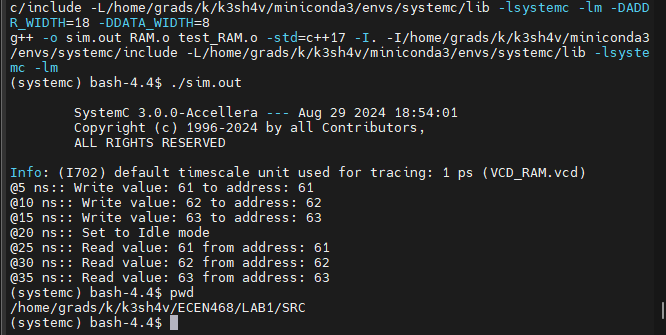 c/include -L/home/grads/k/k3sh4v/miniconda3/envs/systemc/lib -lsystemc -lm -DADD
R_WIDTH=18 -DDATA_WIDTH=8
g++ -o sim.out RAM.o test_RAM.o -std=c++17 -I. -I/home/grads/k/k3sh4v/miniconda3
/envs/systemc/include -L/home/grads/k/k3sh4v/miniconda3/envs/systemc/lib -lsyste
mc -lm
(systemc) bash-4.4$ ./sim.out
SystemC 3.0.0-Accellera --- Aug 29 2024 18:54:01
Copyright (c) 1996-2024 by all Contributors,
ALL RIGHTS RESERVED
Info: (I702) default timescale unit used for tracing: 1 ps (VCD_RAM.vcd)
@5 ns:: Write value: 61 to address: 61
@10 ns:: Write value: 62 to address: 62
@15 ns:: Write value: 63 to address: 63
@20 ns:: Set to Idle mode
@25 ns:: Read value: 61 from address: 61
@30 ns:: Read value: 62 from address: 62
@35 ns:: Read value: 63 from address: 63
(systemc) bash-4.4$ pwd
/home/grads/k/k3sh4v/ECEN468/LAB1/SRC
(systemc) bash-4.4$